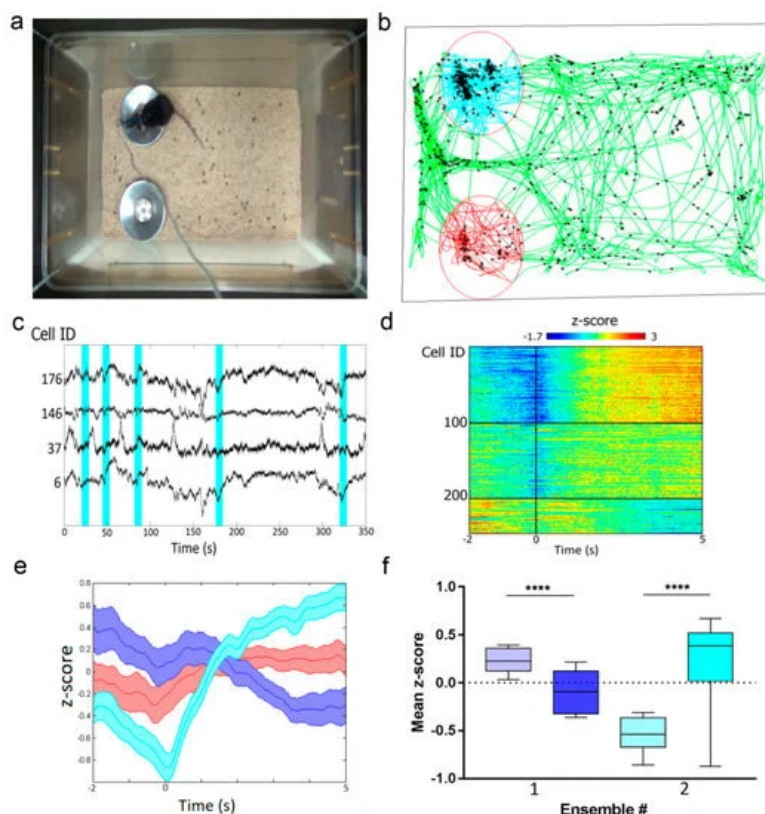 a
b
c
Cell ID
176
146
37
6
0 50 100 150 200 250 300 350
Time (s)
d
z-score
-1.7 3
Cell ID
100
200
-2 0 5
Time (s)
e
0.8
0.6
0.4
0.2
0
-0.2
-0.4
-0.6
-0.8
z-score
-2 0 5
Time (s)
f
**** ****
1.0
0.5
0.0
-0.5
-1.0
Mean z-score
1 2
Ensemble #